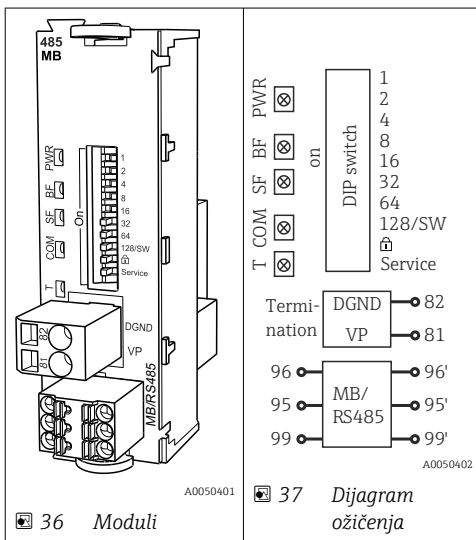 485
MB
PWR
BF
SF
COM
T
On
1
2
4
8
16
32
64
128/SW
Service
82
81
DGND
VP
MB/RS485
A0050401
36 Moduli
PWR
BF
SF
COM
T
on
DIP switch
1
2
4
8
16
32
64
128/SW
Service
Termi-
nation
DGND
VP
82
81
96
95
99
MB/
RS485
96'
95'
99'
A0050402
37 Dijagram
ožičenja